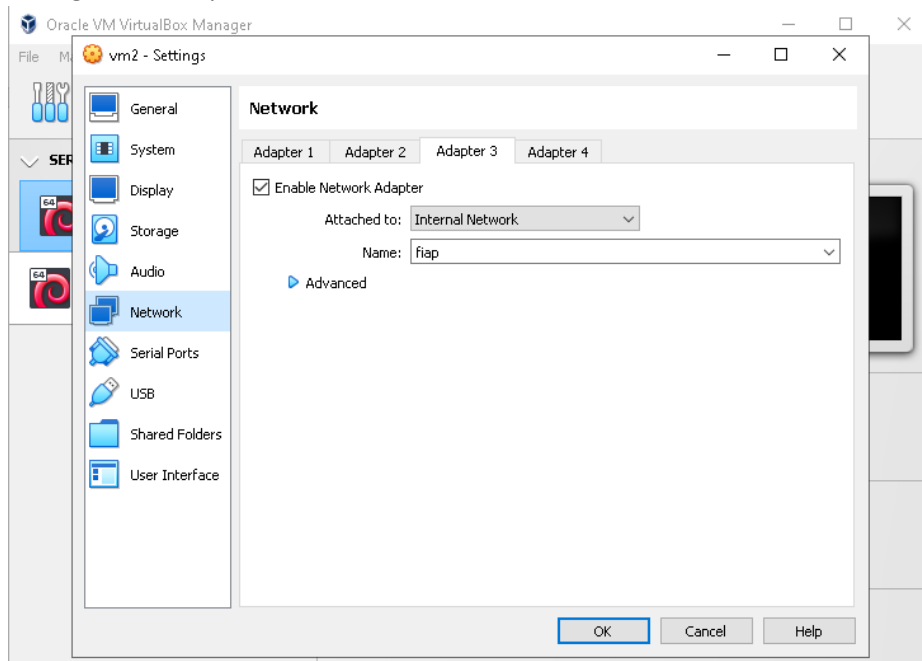 Oracle VM VirtualBox Manager
File
vm2 - Settings
General
System
Display
Storage
Audio
Network
Serial Ports
USB
Shared Folders
User Interface
Network
Adapter 1 Adapter 2 Adapter 3 Adapter 4
Enable Network Adapter
Attached to: Internal Network
Name: fiap
Advanced
OK Cancel Help
64
64